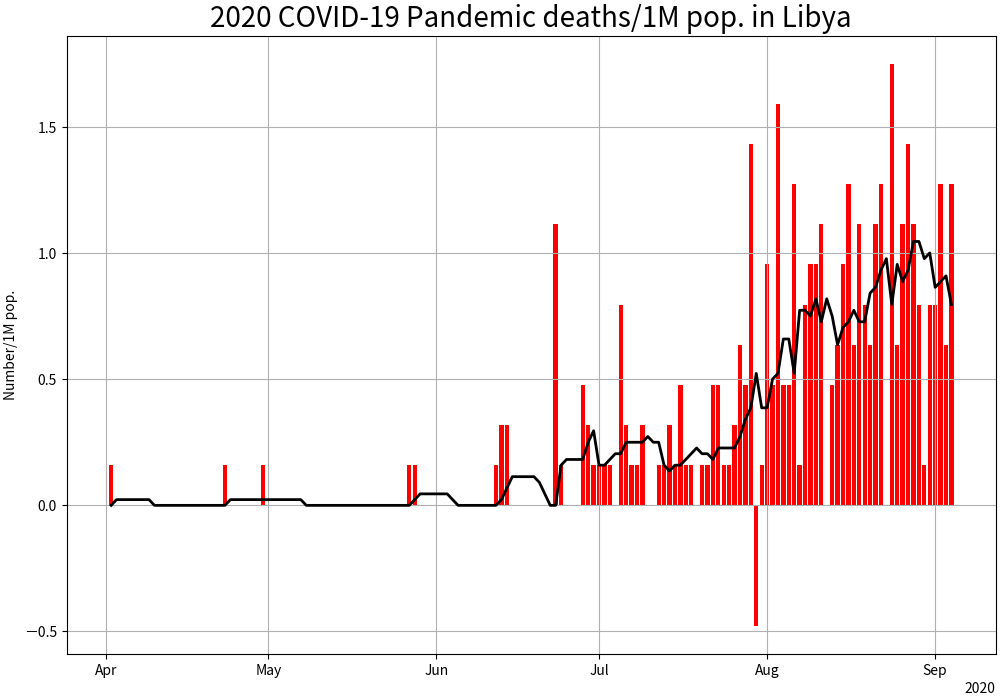 2020 COVID-19 Pandemic deaths/1M pop. in Libya
Number/1M pop.
1.5
1.0
0.5
0.0
−0.5
Apr May Jun Jul Aug Sep
2020